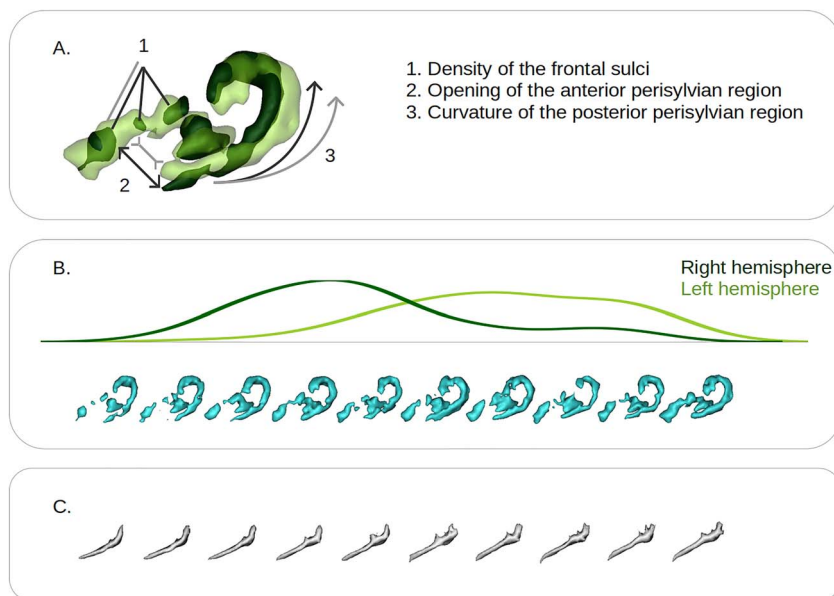 A.
1
2
3
1. Density of the frontal sulci
2. Opening of the anterior perisylvian region
3. Curvature of the posterior perisylvian region
B.
Right hemisphere
Left hemisphere
C.